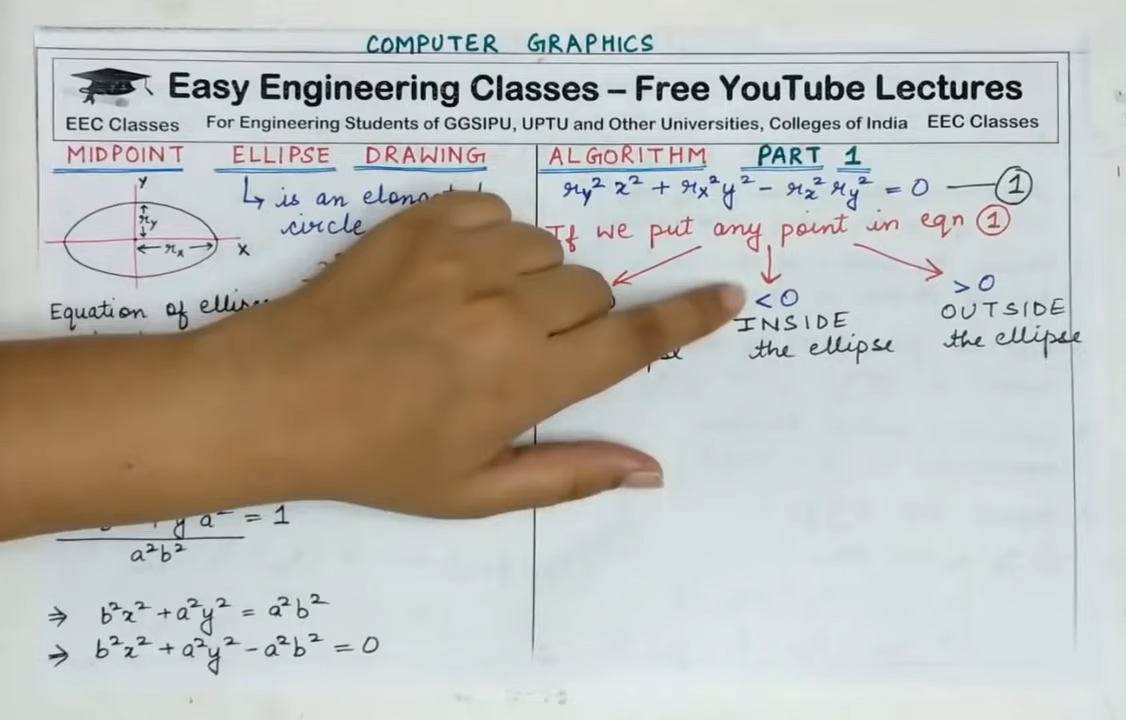 COMPUTER GRAPHICS
Easy Engineering Classes – Free YouTube Lectures
EEC Classes For Engineering Students of GGSIPU, UPTU and Other Universities, Colleges of India EEC Classes
MIDPOINT ELLIPSE DRAWING ALGORITHM PART 1
Y
ry
rx
X
↳ is an
circle
Equation of
= 1
a²b²
⇒ b²x² + a²y² = a²b²
⇒ b²x² + a²y² - a²b² = 0
ry² x² + rx² y² - rx² ry² = 0 — ①
If we put any point in eqn ①
< 0
INSIDE
the ellipse
> 0
OUTSIDE
the ellipse